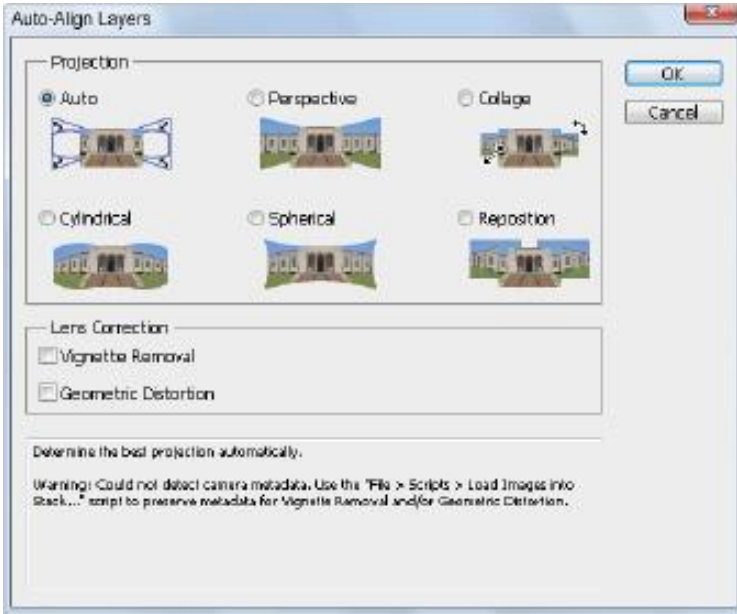 Auto-Align Layers
Projection
Auto
Perspective
Collage
OK
Cancel
Cylindrical
Spherical
Reposition
Lens Correction
Vignette Removal
Geometric Distortion
Determine the best projection automatically.
Warning: Could not detect camera metadata. Use the "File > Scripts > Load Images into
Stack..." script to preserve metadata for Vignette Removal and/or Geometric Distortion.